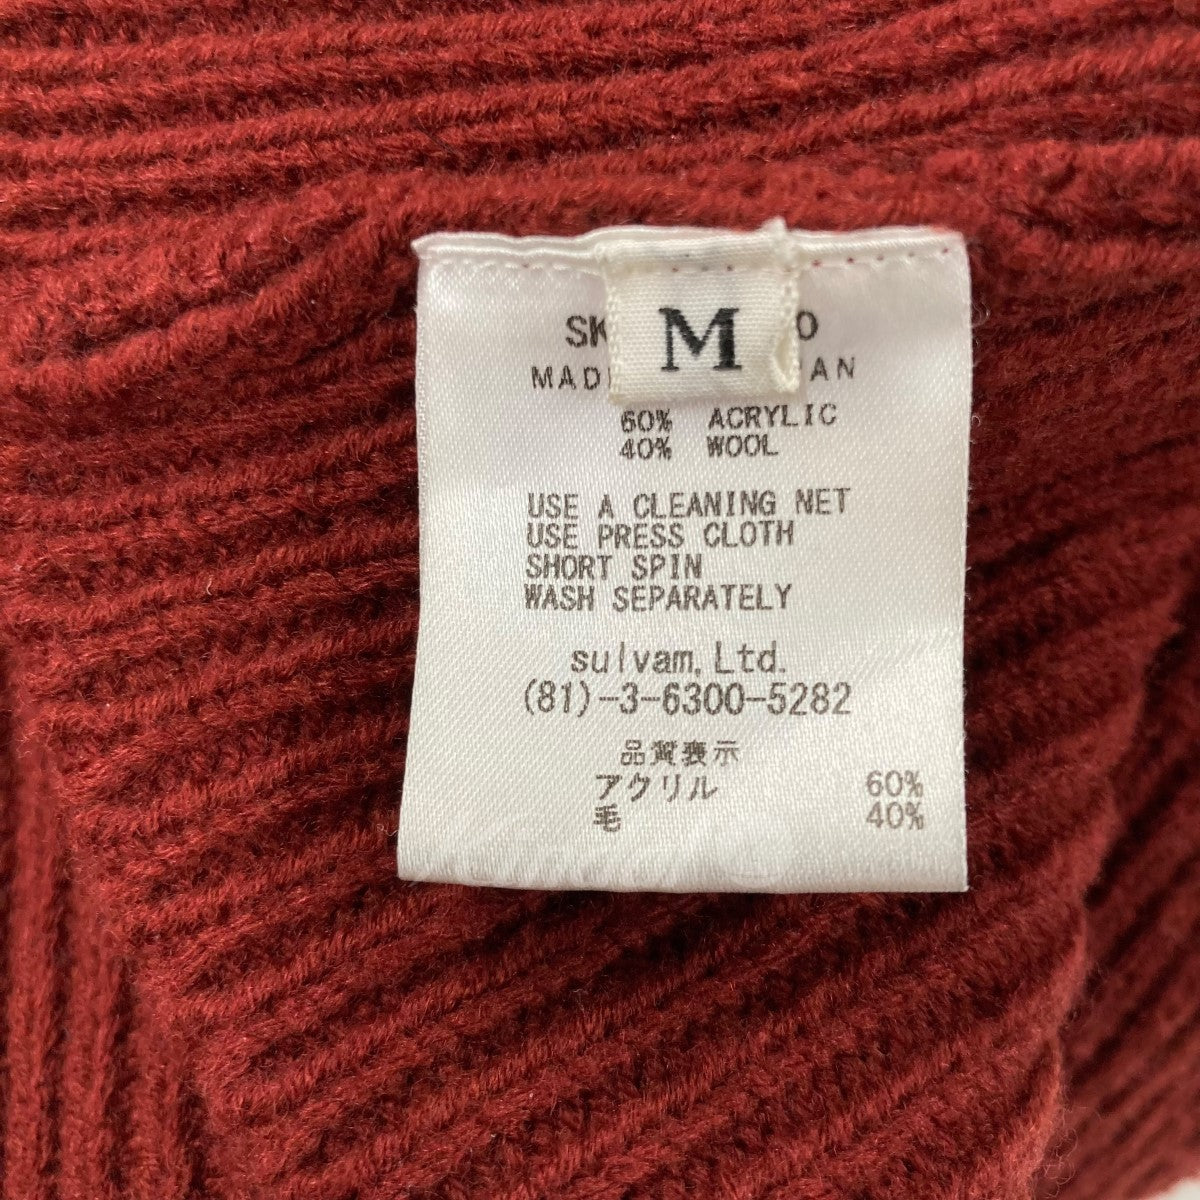 M
MADE
60% ACRYLIC
40% WOOL
USE A CLEANING NET
USE PRESS CLOTH
SHORT SPIN
WASH SEPARATELY
sulvam, Ltd.
(81)-3-6300-5282
品質表示
アクリル 60%
毛 40%